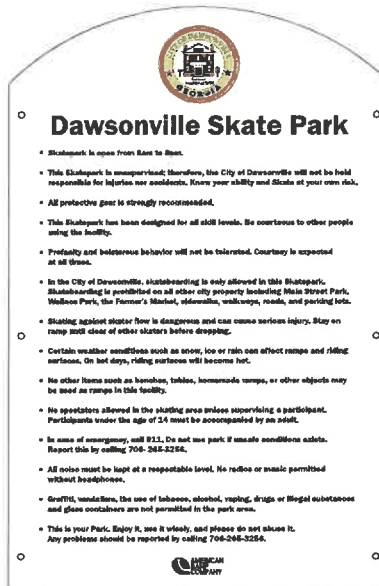 CITY OF DAWSONVILLE
GEORGIA
Dawsonville Skate Park
• Skatepark is open from 8am to 8pm.
• This Skatepark is unsupervised; therefore, the City of Dawsonville will not be held
responsible for injuries nor accidents. Know your ability and Skate at your own risk.
• All protective gear is strongly recommended.
• This Skatepark has been designed for all skill levels. Be courteous to other people
using the facility.
• Profanity and boisterous behavior will not be tolerated. Courtesy is expected
at all times.
• In the City of Dawsonville, skateboarding is only allowed in this Skatepark.
Skateboarding is prohibited on all other city property including Main Street Park,
Wallace Park, the Farmer's Market, sidewalks, walkways, roads, and parking lots.
• Skating against skater flow is dangerous and can cause serious injury. Stay on
ramp until clear of other skaters before dropping.
• Certain weather conditions such as snow, ice or rain can affect ramps and riding
surfaces. On hot days, riding surfaces will become hot.
• No other items such as benches, tables, homemade ramps, or other objects may
be used as ramps in this facility.
• No spectators allowed in the skating area unless supervising a participant.
Participants under the age of 14 must be accompanied by an adult.
• In case of emergency, call 911. Do not use park if unsafe conditions exists.
Report this by calling 706-265-3256.
• All noise must be kept at a respectable level. No radios or music permitted
without headphones.
• Graffiti, vandalism, the use of tobacco, alcohol, vaping, drugs or illegal substances
and glass containers are not permitted in the park area.
• This is your Park. Enjoy it, use it wisely, and please do not abuse it.
Any problems should be reported by calling 706-265-3256.
AMERICAN
RAMP
COMPANY